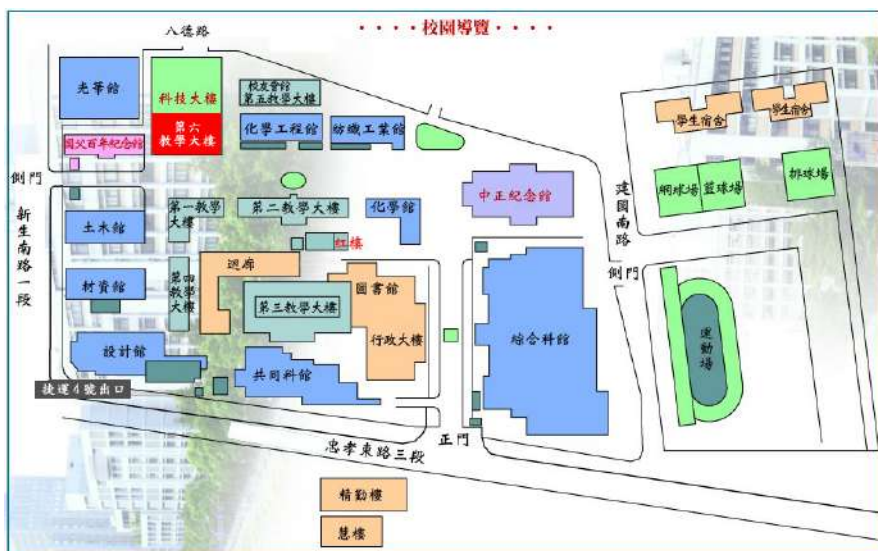 八德路
‧‧‧‧校園導覽‧‧‧‧
光華館
科技大樓
第六
教學大樓
校友會館
第五教學大樓
化學工程館
紡織工業館
學生宿舍
學生宿舍
國父百年紀念館
側門
網球場
籃球場
排球場
中正紀念館
建國南路
新生南路一段
土木館
第一教學
大樓
第二教學大樓
化學館
紅樓
側門
材資館
第四
教學
大樓
迴廊
圖書館
第三教學大樓
行政大樓
綜合科館
運動場
設計館
共同科館
捷運4號出口
正門
忠孝東路三段
精勤樓
慧樓